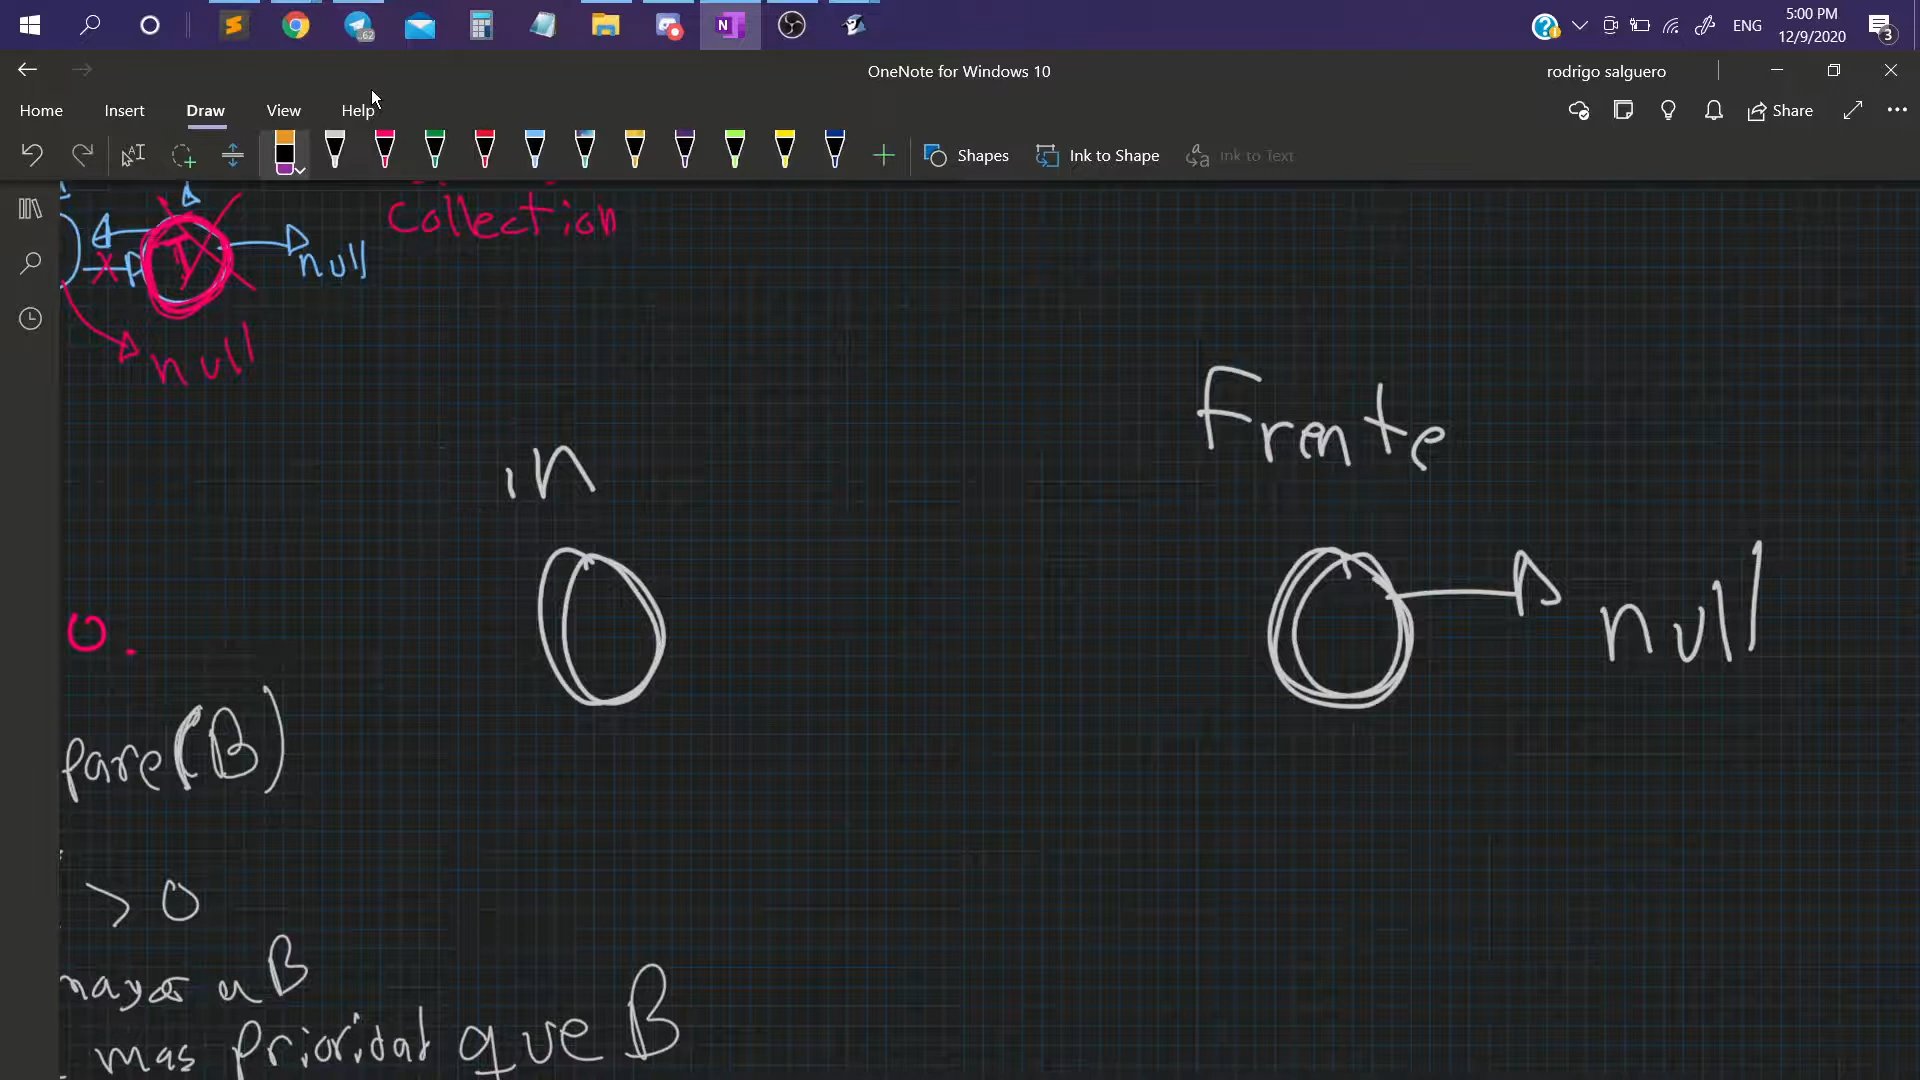 5:00 PM
ENG
12/9/2020
3
62
OneNote for Windows 10
rodrigo salguero
Home
Insert
Draw
View
Help
Share
Shapes
Ink to Shape
Ink to Text
Collection
null
null
Frente
in
null
O.
pare(B)
> 0
mayor a B
mas prioridad que B